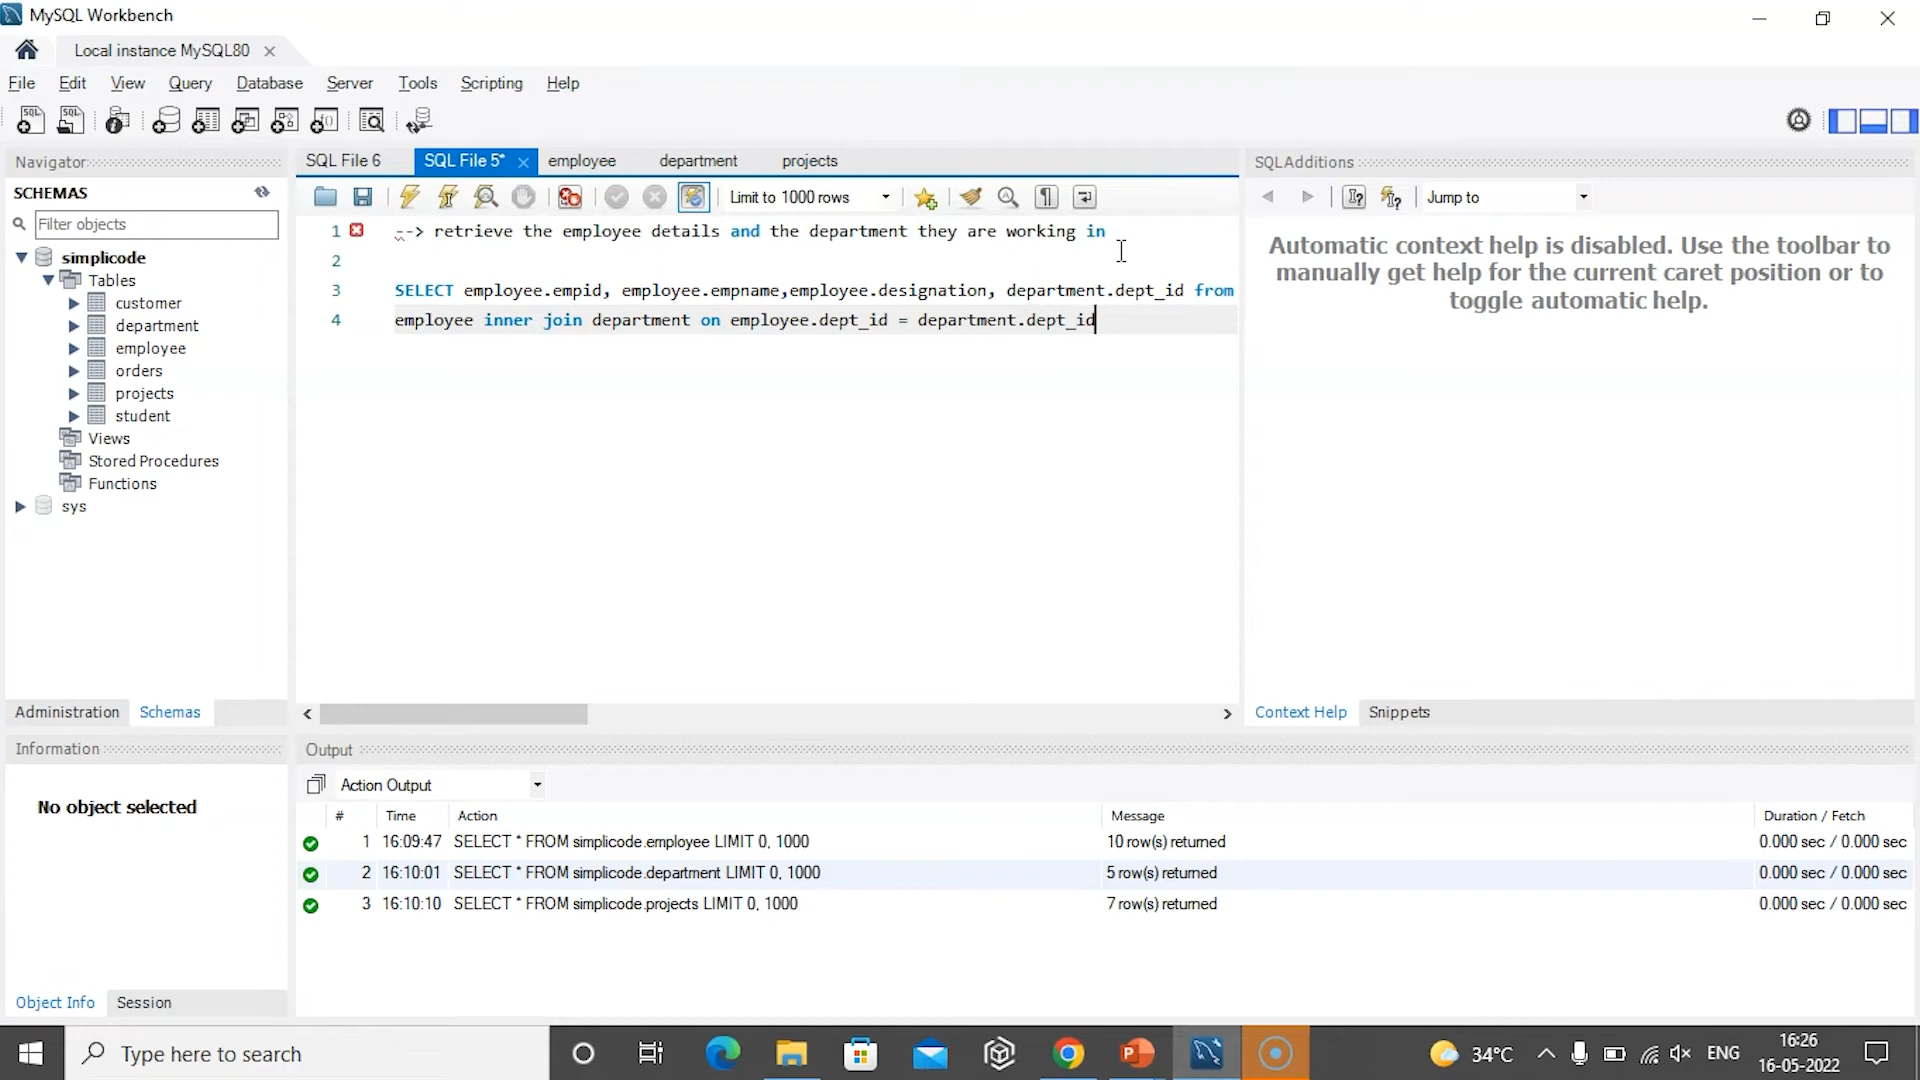 MySQL Workbench
Local instance MySQL80
File Edit View Query Database Server Tools Scripting Help
Navigator
SCHEMAS
Filter objects
simplicode
Tables
customer
department
employee
orders
projects
student
Views
Stored Procedures
Functions
sys
Administration Schemas
Information
No object selected
Object Info Session
SQL File 6 SQL File 5* employee department projects
Limit to 1000 rows
1 --> retrieve the employee details and the department they are working in
2
3 SELECT employee.empid, employee.empname,employee.designation, department.dept_id from
4 employee inner join department on employee.dept_id = department.dept_id
SQLAdditions
Jump to
Automatic context help is disabled. Use the toolbar to
manually get help for the current caret position or to
toggle automatic help.
Context Help Snippets
Output
Action Output
# Time Action Message Duration / Fetch
1 16:09:47 SELECT * FROM simplicode.employee LIMIT 0, 1000 10 row(s) returned 0.000 sec / 0.000 sec
2 16:10:01 SELECT * FROM simplicode.department LIMIT 0, 1000 5 row(s) returned 0.000 sec / 0.000 sec
3 16:10:10 SELECT * FROM simplicode.projects LIMIT 0, 1000 7 row(s) returned 0.000 sec / 0.000 sec
Type here to search
34°C
ENG
16:26
16-05-2022